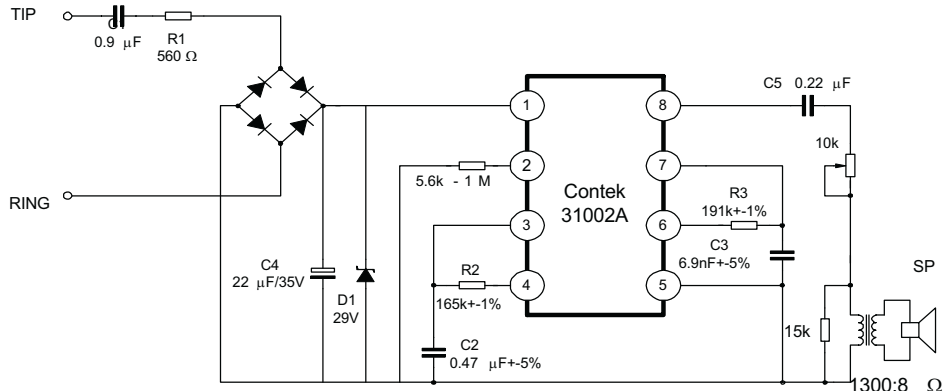 TIP
C1
0.9 μF
R1
560 Ω
RING
C4
22 μF/35V
D1
29V
5.6k - 1 M
R2
165k+-1%
C2
0.47 μF+-5%
1
2
3
4
Contek
31002A
8
7
6
5
C5 0.22 μF
10k
R3
191k+-1%
C3
6.9nF+-5%
15k
SP
1300:8 Ω